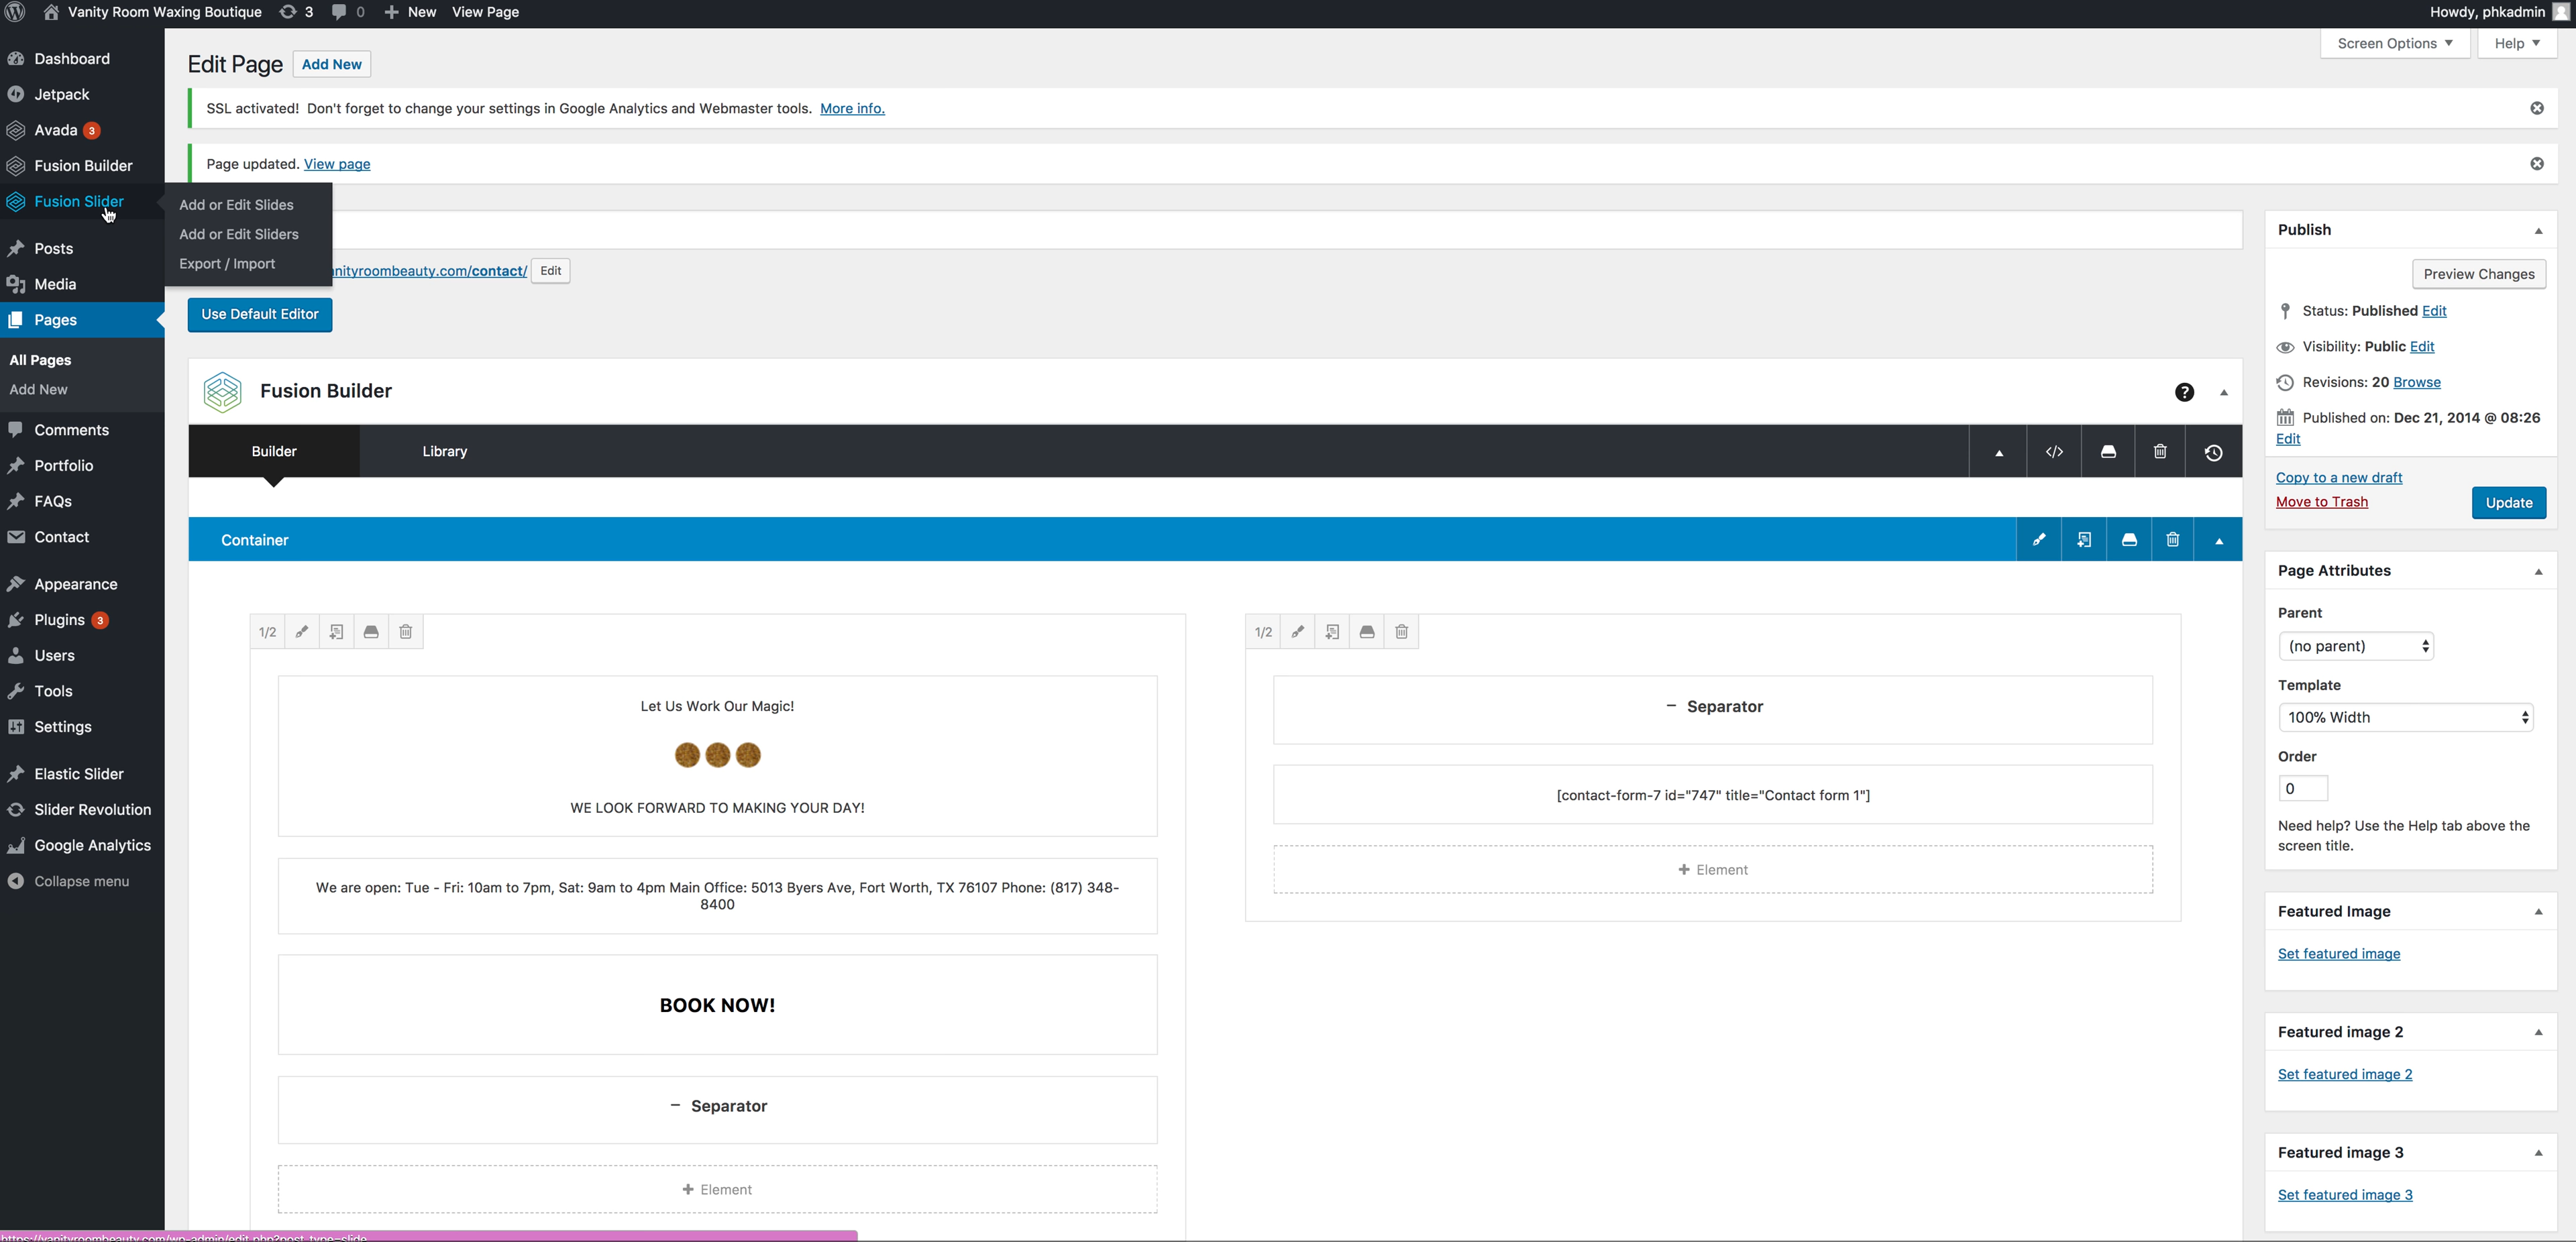 Vanity Room Waxing Boutique 3 0 New View Page Howdy, phkadmin
Screen Options Help
Dashboard
Jetpack
Avada 3
Fusion Builder
Fusion Slider
Add or Edit Slides
Add or Edit Sliders
Export / Import
Posts
Media
Pages
All Pages
Add New
Comments
Portfolio
FAQs
Contact
Appearance
Plugins 3
Users
Tools
Settings
Elastic Slider
Slider Revolution
Google Analytics
Collapse menu
Edit Page Add New
SSL activated! Don't forget to change your settings in Google Analytics and Webmaster tools. More info.
Page updated. View page
nityroombeauty.com/contact/ Edit
Use Default Editor
Fusion Builder
Builder Library
Container
1/2
Let Us Work Our Magic!
WE LOOK FORWARD TO MAKING YOUR DAY!
We are open: Tue - Fri: 10am to 7pm, Sat: 9am to 4pm Main Office: 5013 Byers Ave, Fort Worth, TX 76107 Phone: (817) 348-
8400
BOOK NOW!
Separator
Element
1/2
Separator
[contact-form-7 id="747" title="Contact form 1"]
Element
Publish
Preview Changes
Status: Published Edit
Visibility: Public Edit
Revisions: 20 Browse
Published on: Dec 21, 2014 @ 08:26
Edit
Copy to a new draft
Move to Trash
Update
Page Attributes
Parent
(no parent)
Template
100% Width
Order
0
Need help? Use the Help tab above the
screen title.
Featured Image
Set featured image
Featured image 2
Set featured image 2
Featured image 3
Set featured image 3
https://vanityroombeauty.com/wp-admin/edit.php?post_type=slide